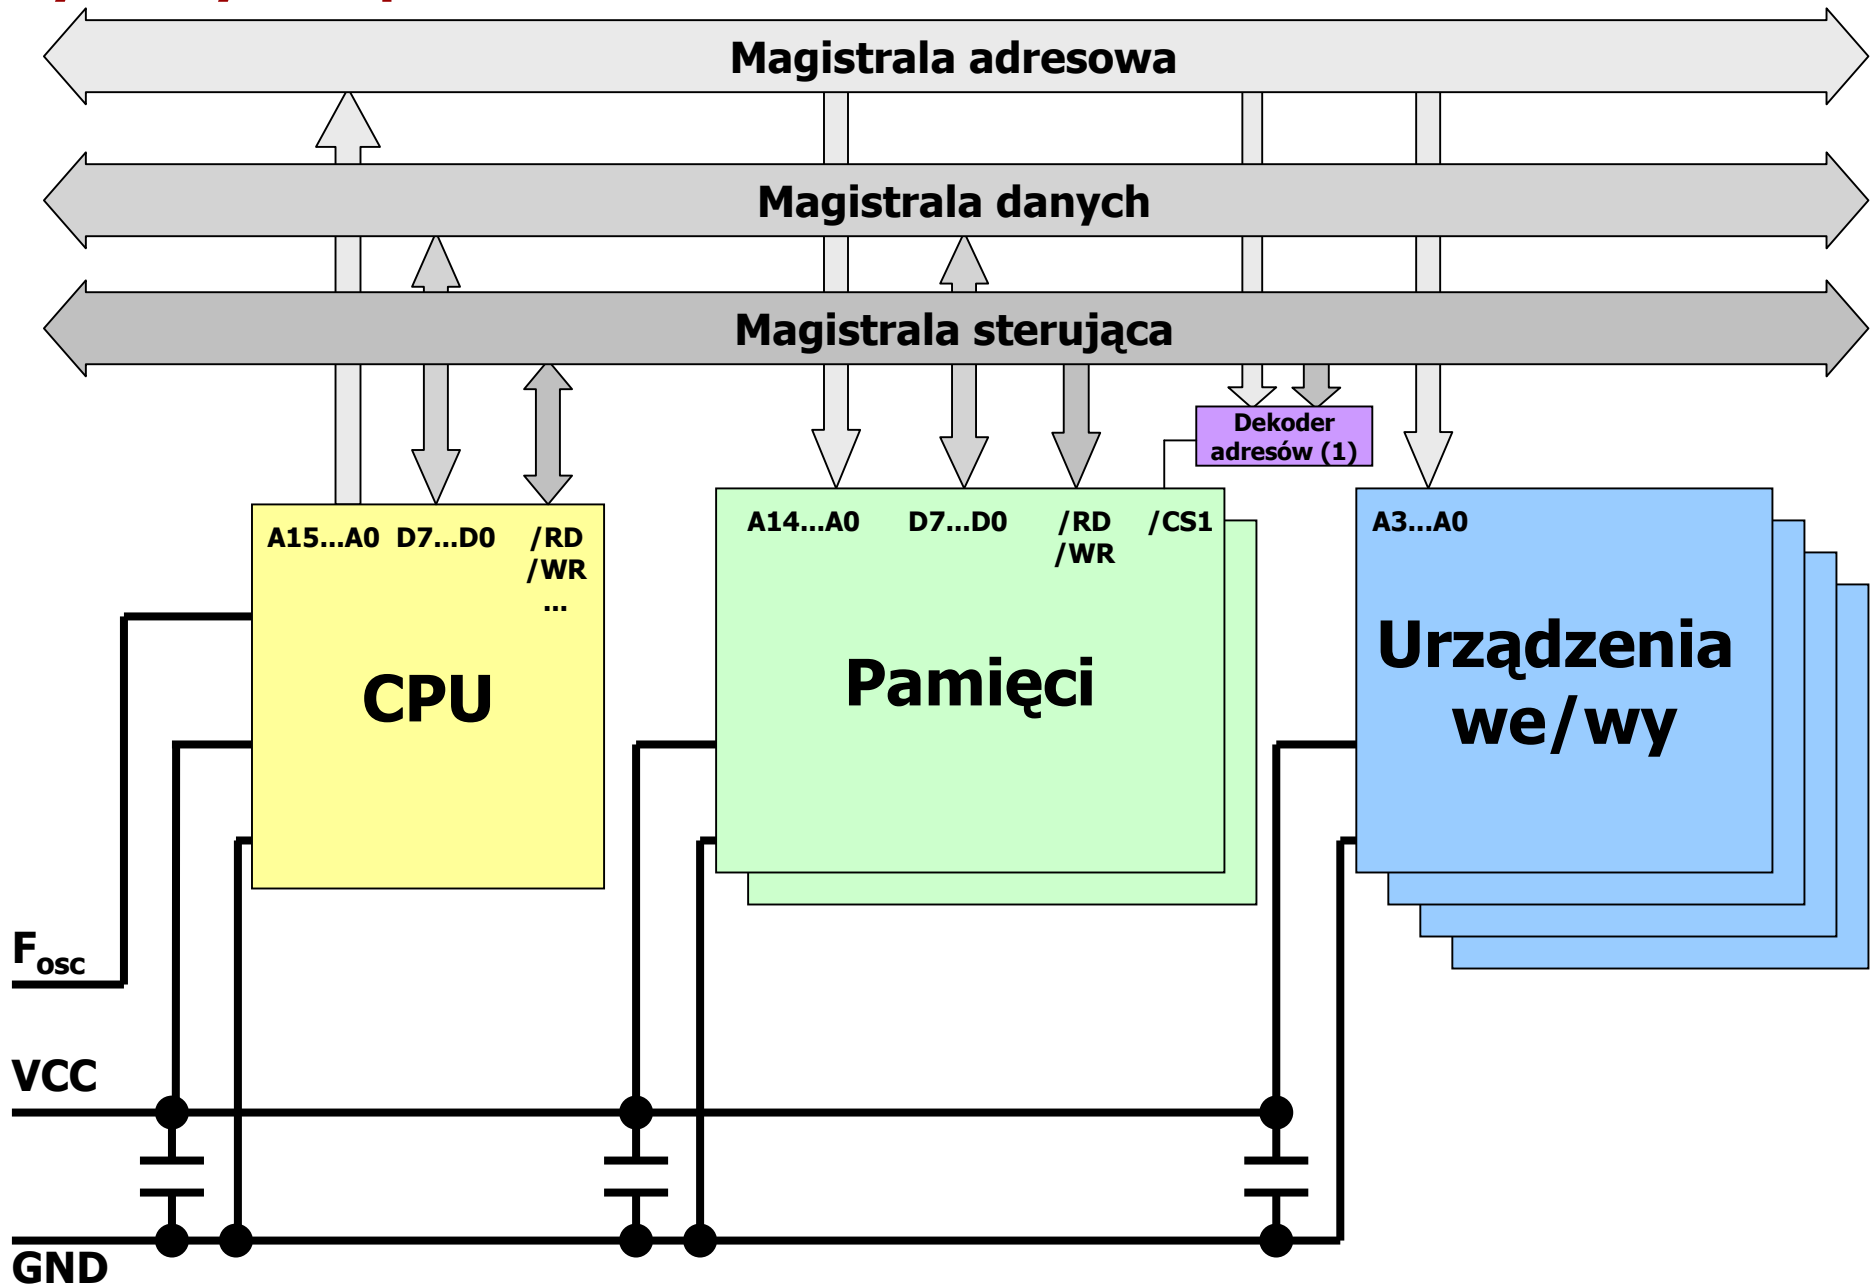 Magistrala adresowa
Magistrala danych
Magistrala sterująca
Dekoder
adresów (1)
A15...A0 D7...D0 /RD
/WR
...
CPU
A14...A0 D7...D0 /RD /CS1
/WR
Pamięci
A3...A0
Urządzenia
we/wy
Fosc
VCC
GND